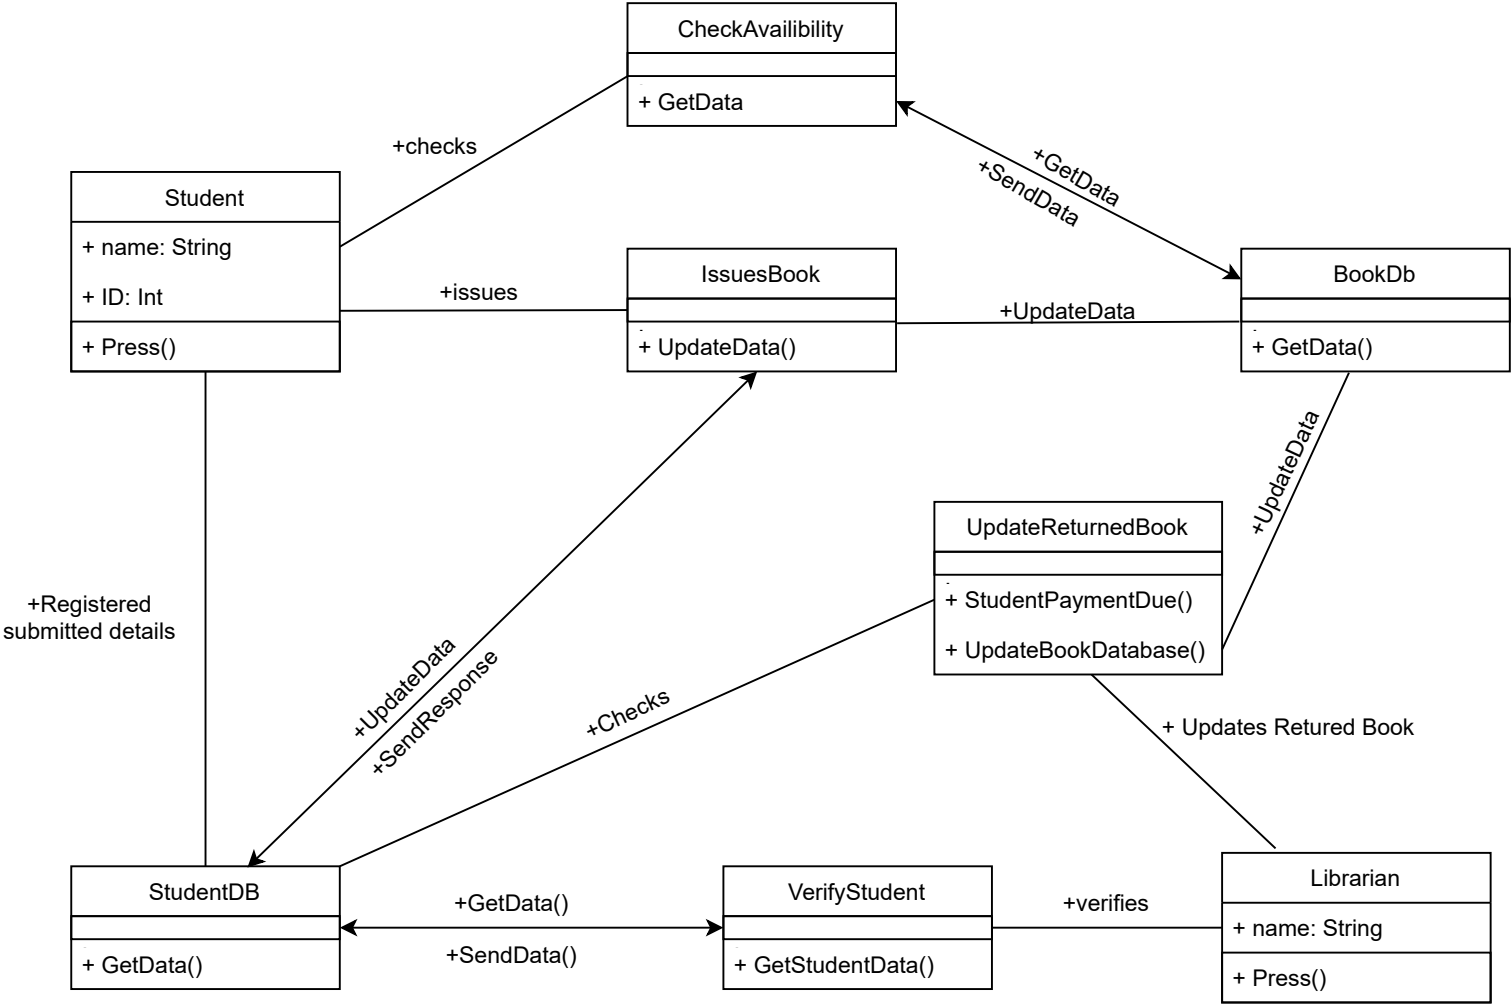 CheckAvailibility
+ GetData
+checks
+GetData
+SendData
Student
+ name: String
+ ID: Int
+ Press()
+issues
IssuesBook
+ UpdateData()
+UpdateData
BookDb
+ GetData()
+UpdateData
UpdateReturnedBook
+ StudentPaymentDue()
+ UpdateBookDatabase()
+Registered
submitted details
+UpdateData
+SendResponse
+Checks
+ Updates Retured Book
StudentDB
+ GetData()
+GetData()
+SendData()
VerifyStudent
+ GetStudentData()
+verifies
Librarian
+ name: String
+ Press()